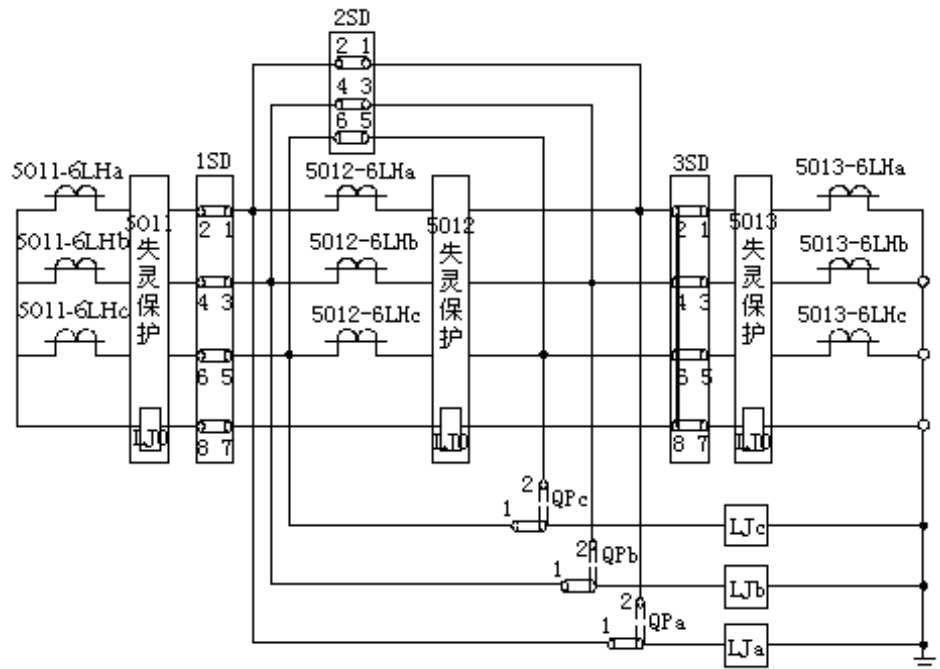 2SD
2 1
4 3
6 5
5011-6LHa
1SD
5012-6LHa
3SD
5013-6LHa
5011
失灵保护
2 1
5012
失灵保护
2 1
5013
失灵保护
5011-6LHb
5012-6LHb
5013-6LHb
4 3
4 3
5011-6LHc
5012-6LHc
5013-6LHc
6 5
6 5
LJ0
8 7
LJ0
8 7
LJ0
2
QPc
1
LJc
2
QPb
1
LJb
2
QPa
1
LJa